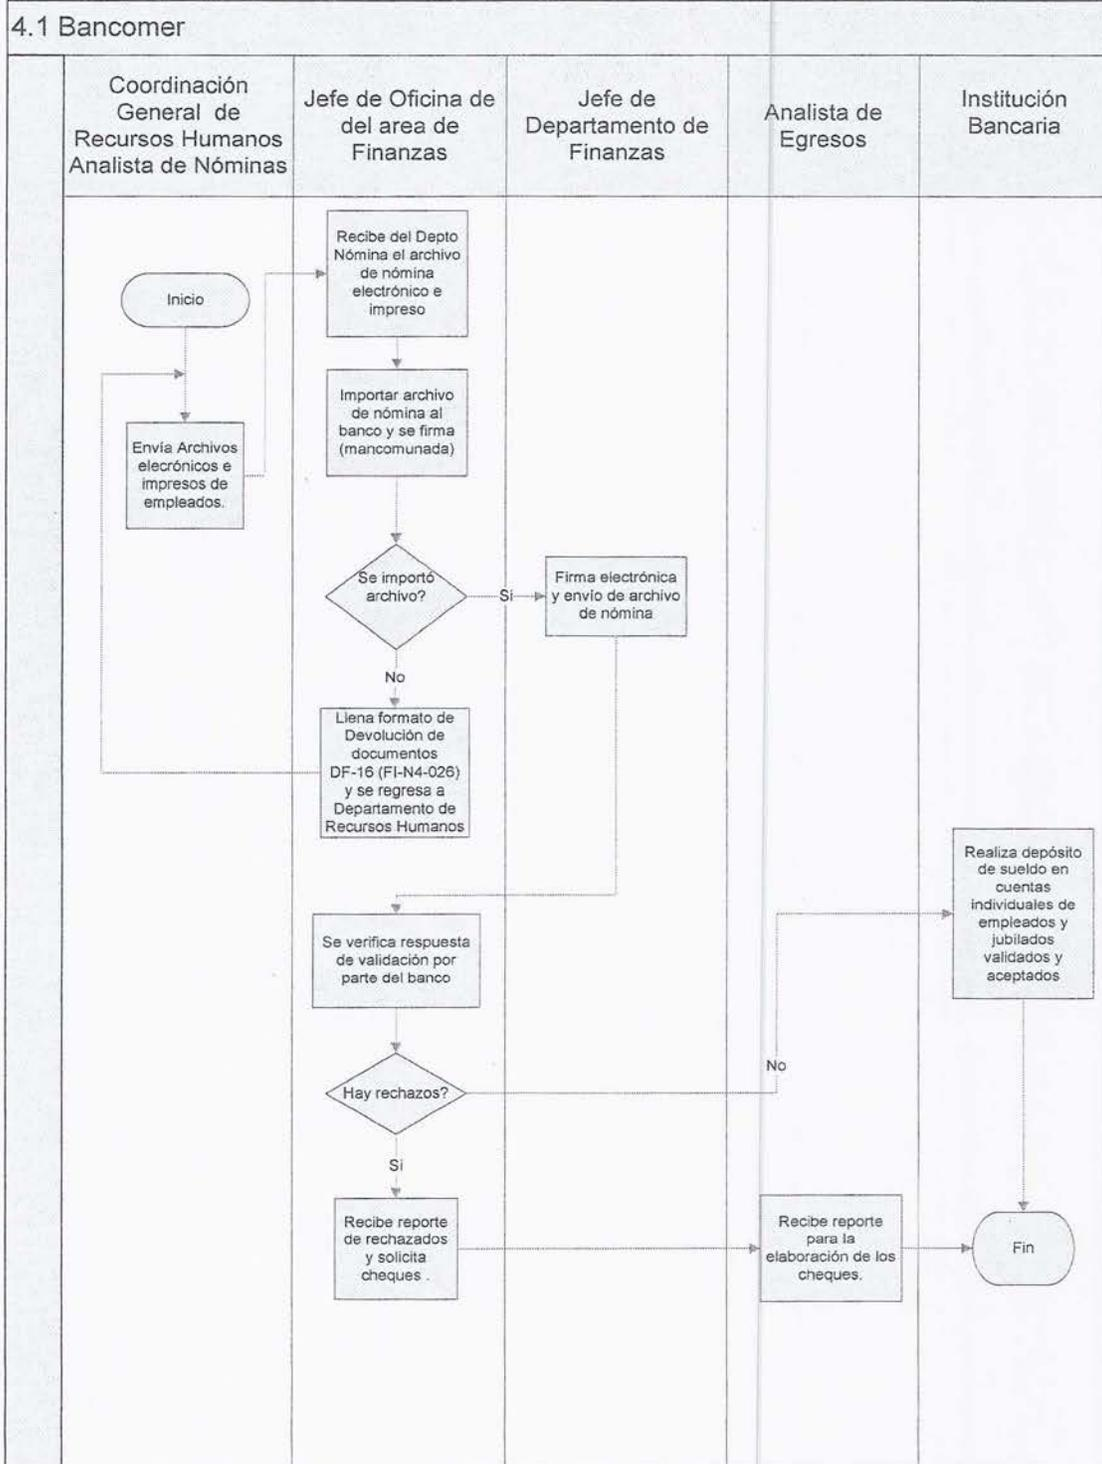 4.1 Bancomer
Coordinación
General de
Recursos Humanos
Analista de Nóminas
Jefe de Oficina de
del area de
Finanzas
Jefe de
Departamento de
Finanzas
Analista de
Egresos
Institución
Bancaria
Inicio
Envía Archivos
elecrónicos e
impresos de
empleados.
Recibe del Depto
Nómina el archivo
de nómina
electrónico e
impreso
Importar archivo
de nómina al
banco y se firma
(mancomunada)
Se importó
archivo?
Si
Firma electrónica
y envío de archivo
de nómina
No
Llena formato de
Devolución de
documentos
DF-16 (FI-N4-026)
y se regresa a
Departamento de
Recursos Humanos
Se verifica respuesta
de validación por
parte del banco
Hay rechazos?
No
Realiza depósito
de sueldo en
cuentas
individuales de
empleados y
jubilados
validados y
aceptados
Si
Recibe reporte
de rechazados
y solicita
cheques .
Recibe reporte
para la
elaboración de los
cheques.
Fin